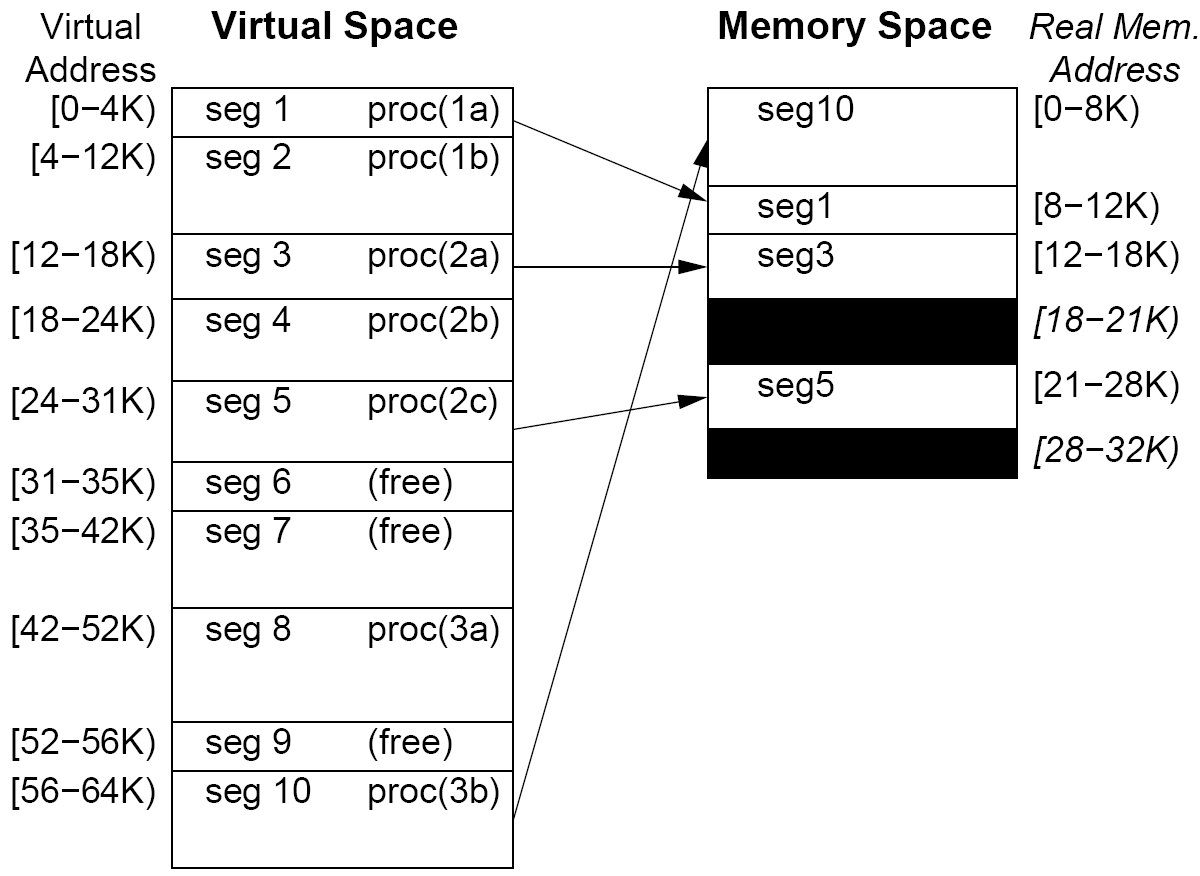 Virtual Space Memory Space
Virtual Address
Real Mem. Address
[0−4K) seg 1 proc(1a) seg10 [0−8K)
[4−12K) seg 2 proc(1b)
seg1 [8−12K)
[12−18K) seg 3 proc(2a) seg3 [12−18K)
[18−24K) seg 4 proc(2b) [18−21K)
[24−31K) seg 5 proc(2c) seg5 [21−28K)
[28−32K)
[31−35K) seg 6 (free)
[35−42K) seg 7 (free)
[42−52K) seg 8 proc(3a)
[52−56K) seg 9 (free)
[56−64K) seg 10 proc(3b)